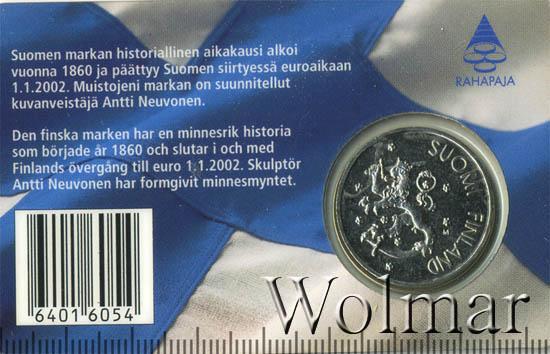 Suomen markan historiallinen aikakausi alkoi
vuonna 1860 ja päättyy Suomen siirtyessä euroaikaan
1.1.2002. Muistojeni markan on suunnitellut
kuvanveistäjä Antti Neuvonen.
Den finska marken har en minnesrik historia
som började år 1860 och slutar i och med
Finlands övergång till euro 1.1.2002. Skulptör
Antti Neuvonen har formgivit minnesmyntet.
RAHAPAJA
SUOMI FINLAND
6401 6054
Wolmar